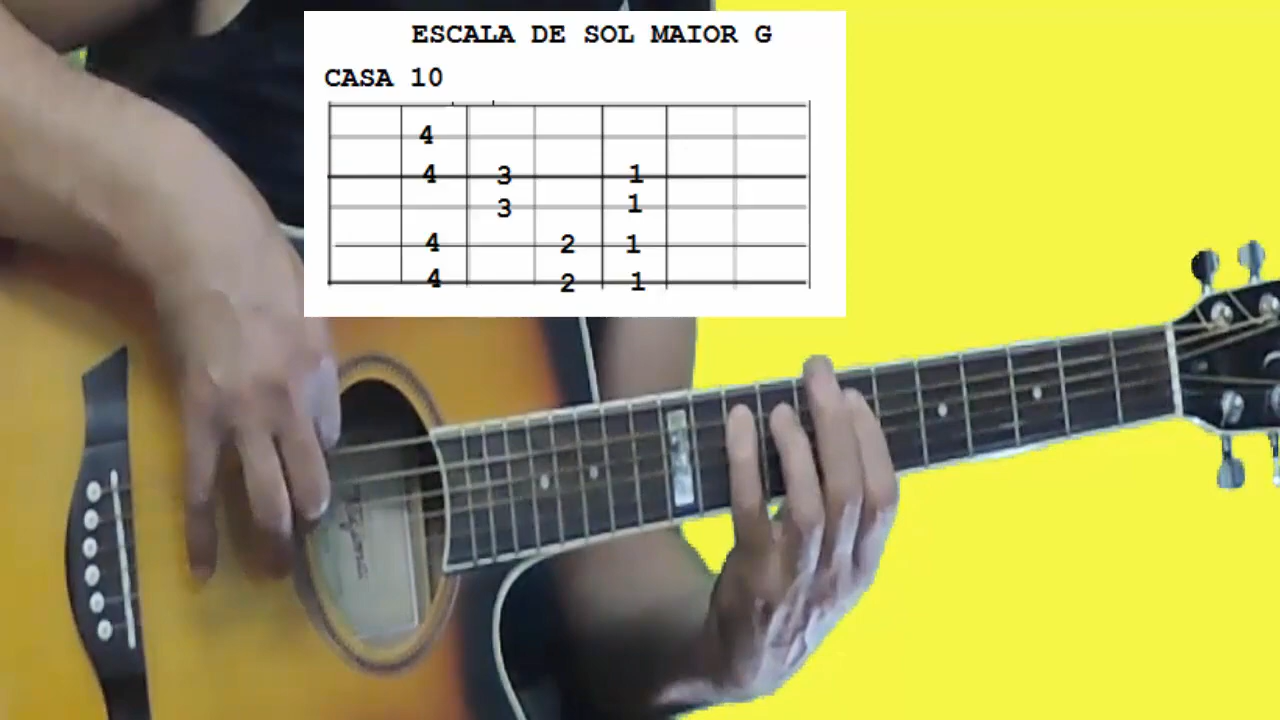 ESCALA DE SOL MAIOR G
CASA 10
4
4 3 1
3 1
4 2 1
4 2 1